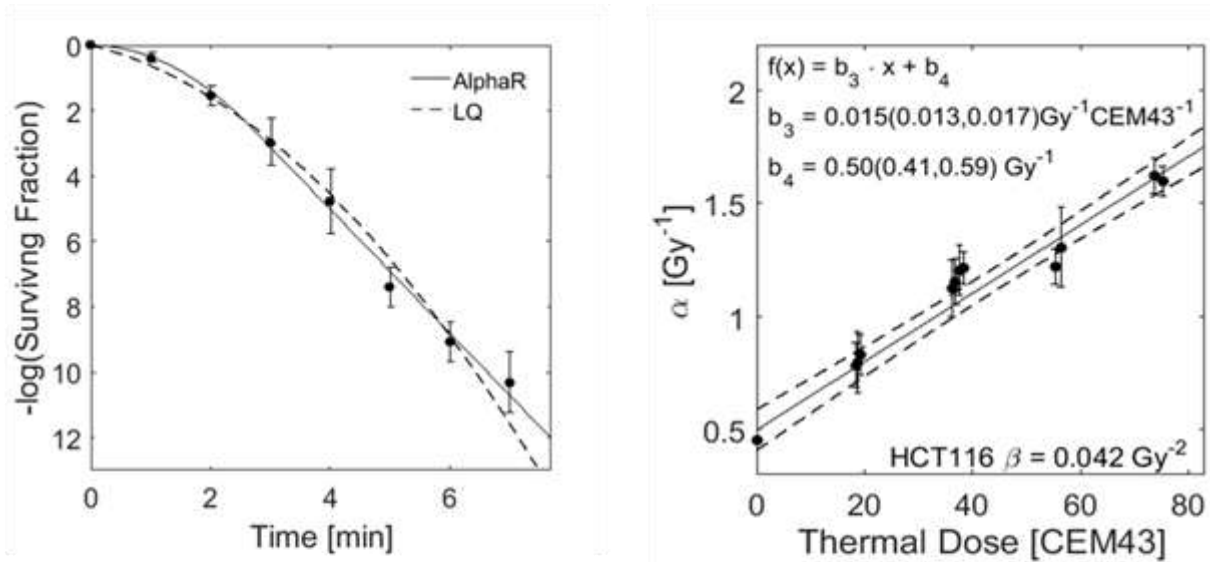 0
2
4
6
8
10
12
-log(Survivng Fraction)
AlphaR
LQ
0
2
4
6
Time [min]
2
1.5
1
0.5
α [Gy⁻¹]
f(x) = b₃ · x + b₄
b₃ = 0.015(0.013,0.017)Gy⁻¹CEM43⁻¹
b₄ = 0.50(0.41,0.59) Gy⁻¹
HCT116 β = 0.042 Gy⁻²
0
20
40
60
80
Thermal Dose [CEM43]